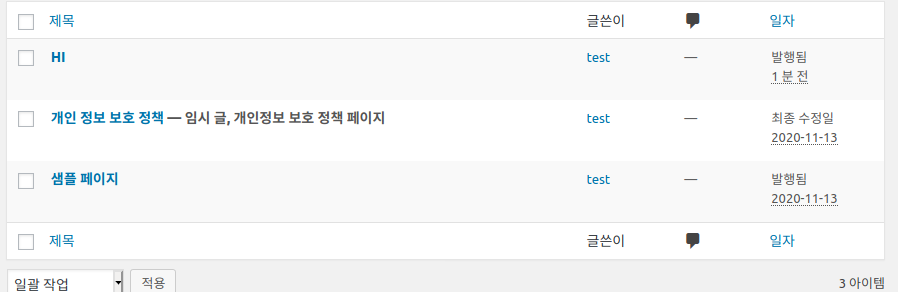 제목 글쓴이 일자
HI test — 발행됨
1 분 전
개인 정보 보호 정책 — 임시 글, 개인정보 보호 정책 페이지 test — 최종 수정일
2020-11-13
샘플 페이지 test — 발행됨
2020-11-13
제목 글쓴이 일자
일괄 작업 적용 3 아이템